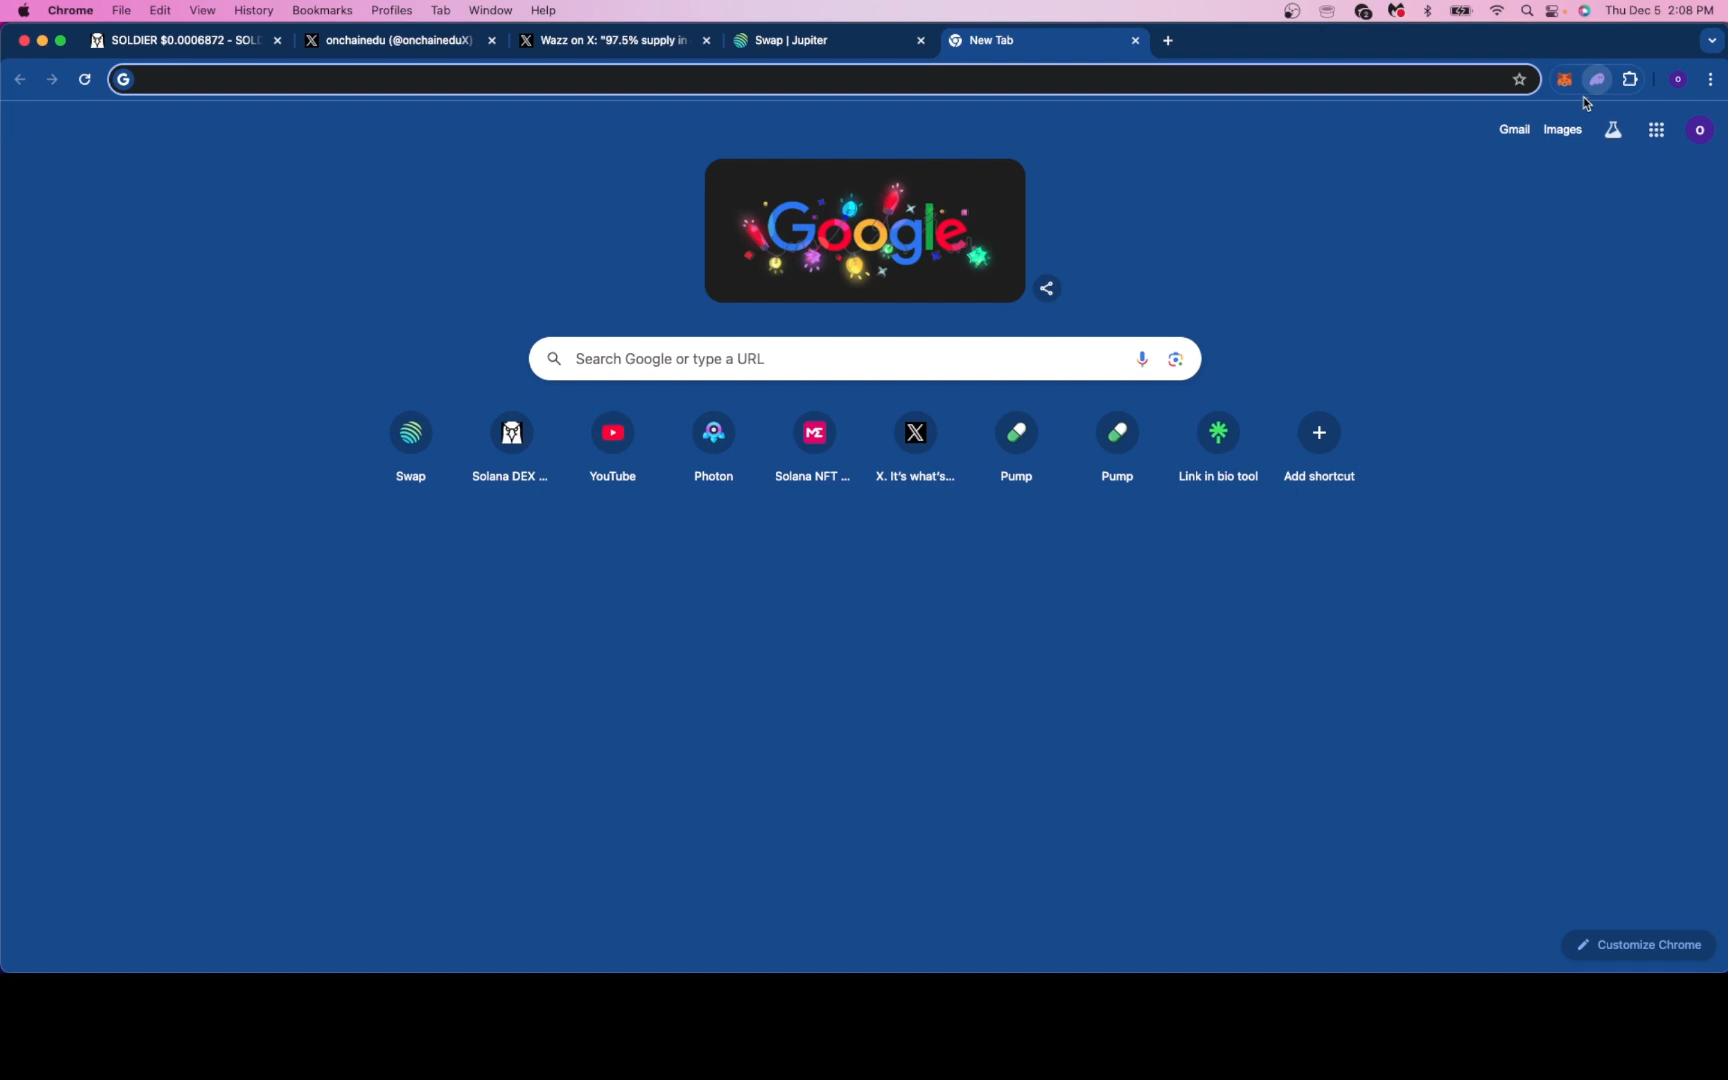 Chrome File Edit View History Bookmarks Profiles Tab Window Help 2 Thu Dec 5 2:08 PM
SOLDIER $0.0006872 - SOL onchainedu (@onchaineduX) Wazz on X: "97.5% supply in Swap | Jupiter New Tab
G o
Gmail Images o
Google
Search Google or type a URL
ME X
Swap Solana DEX ... YouTube Photon Solana NFT ... X. It's what's... Pump Pump Link in bio tool Add shortcut
Customize Chrome